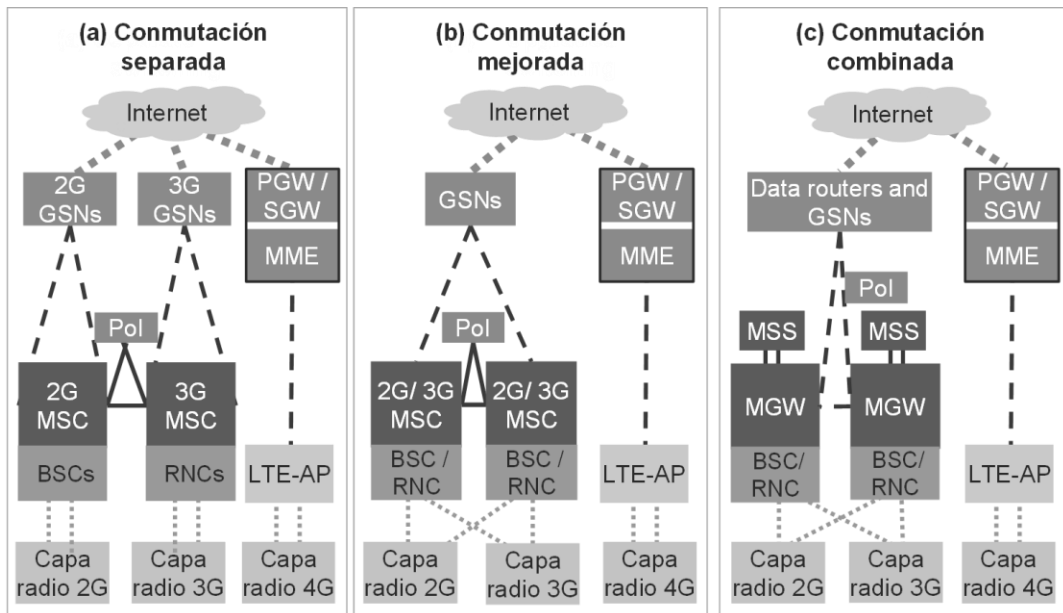 (a) Conmutación
separada
Internet
2G
GSNs
3G
GSNs
PGW /
SGW
MME
PoI
2G
MSC
3G
MSC
BSCs
RNCs
LTE-AP
Capa
radio 2G
Capa
radio 3G
Capa
radio 4G
(b) Conmutación
mejorada
Internet
GSNs
PGW /
SGW
MME
PoI
2G/ 3G
MSC
2G/ 3G
MSC
BSC /
RNC
BSC /
RNC
LTE-AP
Capa
radio 2G
Capa
radio 3G
Capa
radio 4G
(c) Conmutación
combinada
Internet
Data routers and
GSNs
PGW /
SGW
MME
PoI
MSS
MSS
MGW
MGW
BSC/
RNC
BSC/
RNC
LTE-AP
Capa
radio 2G
Capa
radio 3G
Capa
radio 4G